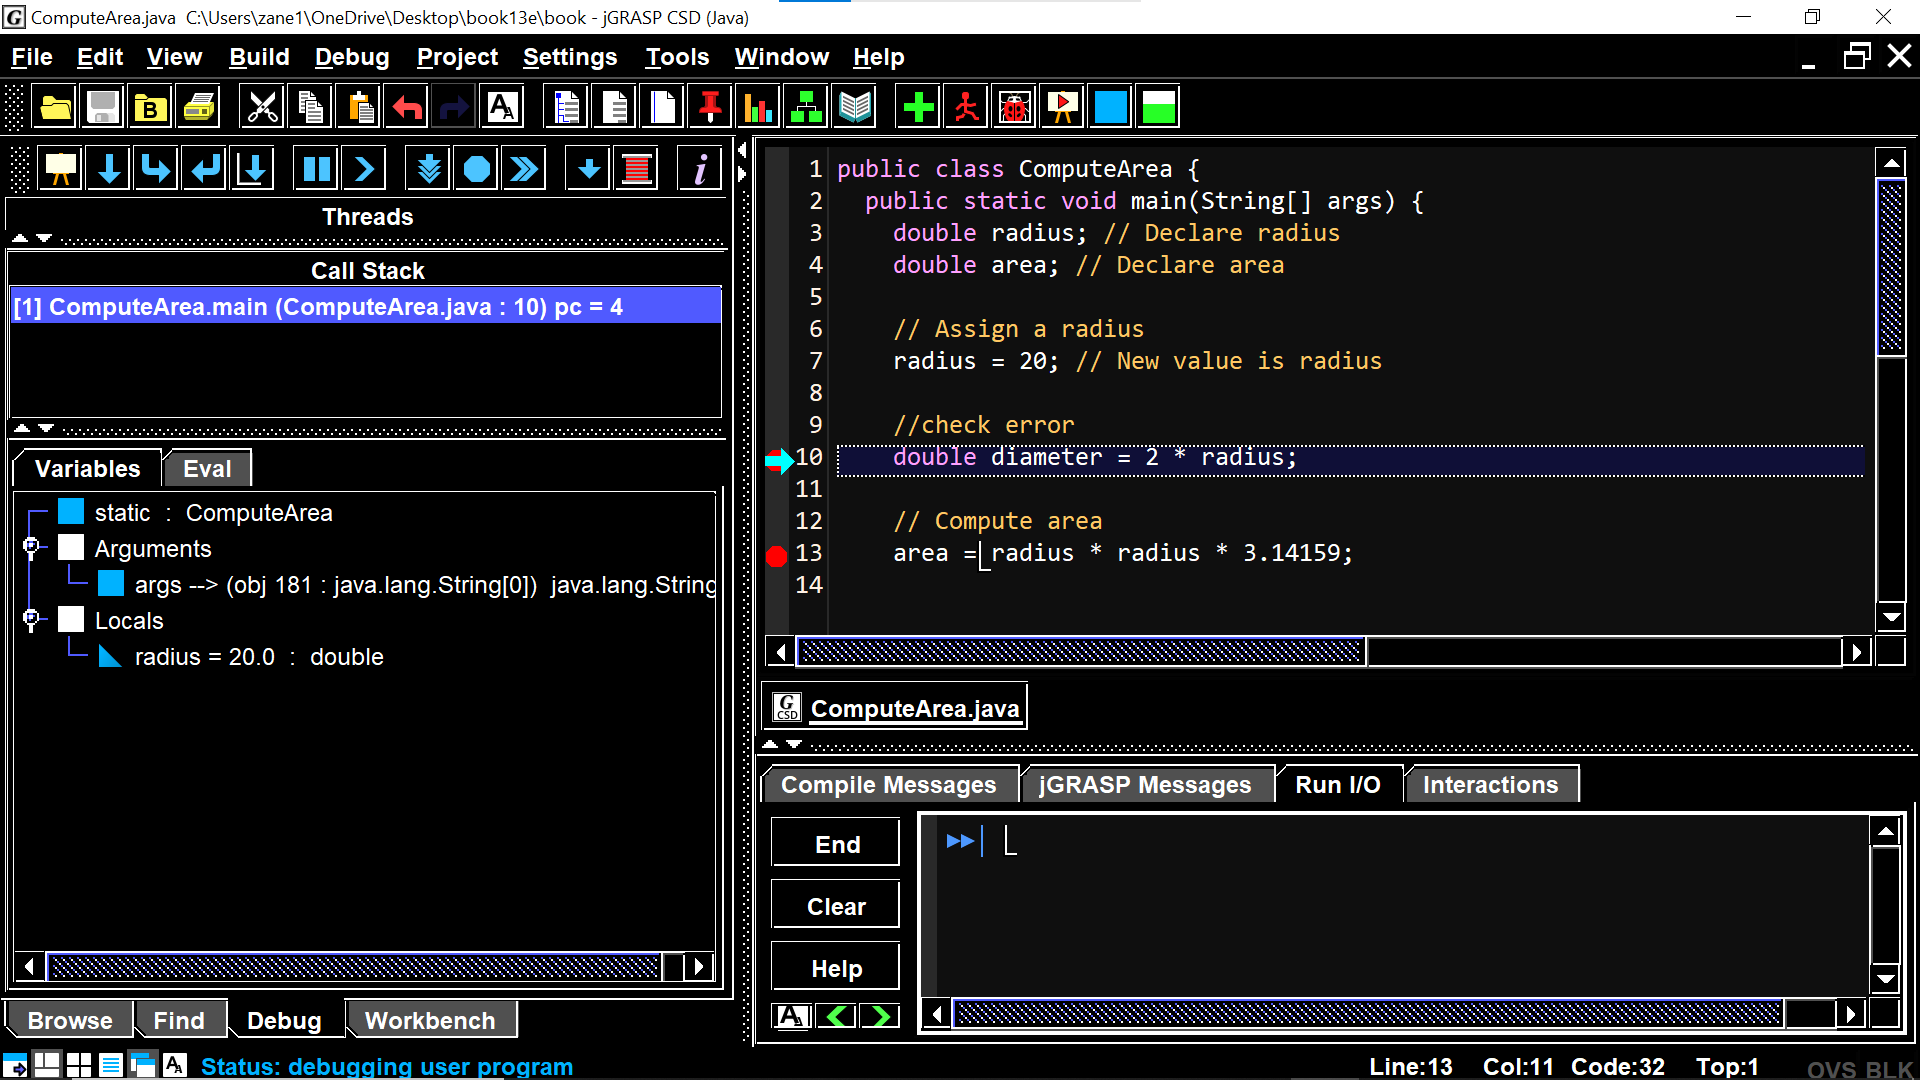 ComputeArea.java C:\Users\zane1\OneDrive\Desktop\book13e\book - jGRASP CSD (Java)
File Edit View Build Debug Project Settings Tools Window Help
Threads
Call Stack
[1] ComputeArea.main (ComputeArea.java : 10) pc = 4
Variables Eval
static : ComputeArea
Arguments
args --> (obj 181 : java.lang.String[0]) java.lang.String
Locals
radius = 20.0 : double
Browse Find Debug Workbench
1 public class ComputeArea {
2 public static void main(String[] args) {
3 double radius; // Declare radius
4 double area; // Declare area
5
6 // Assign a radius
7 radius = 20; // New value is radius
8
9 //check error
10 double diameter = 2 * radius;
11
12 // Compute area
13 area = radius * radius * 3.14159;
14
ComputeArea.java
Compile Messages jGRASP Messages Run I/O Interactions
End
Clear
Help
Status: debugging user program
Line:13 Col:11 Code:32 Top:1 OVS BLK